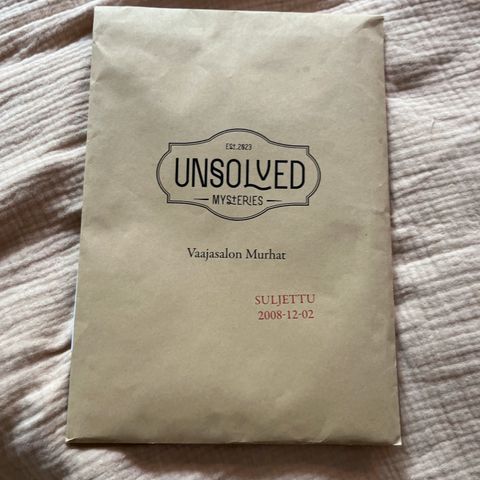 EST. 2023
UNSOLVED
MYSTERIES
Vaajasalon Murhat
SULJETTU
2008-12-02